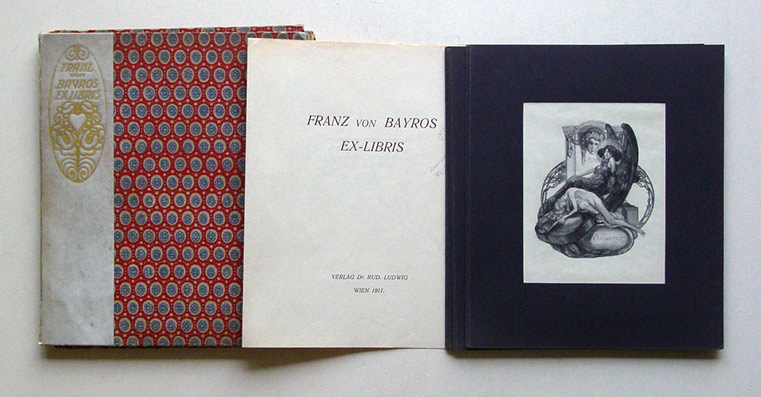 FRANZ
VON
BAYROS
EX LIBRIS
FRANZ VON BAYROS
EX-LIBRIS
VERLAG Dr. RUD. LUDWIG
WIEN 1911.